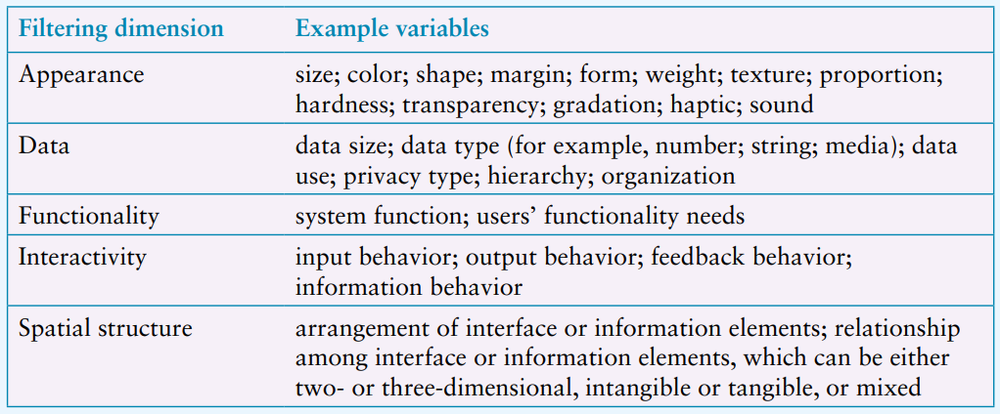 Filtering dimension Example variables
Appearance size; color; shape; margin; form; weight; texture; proportion;
hardness; transparency; gradation; haptic; sound
Data data size; data type (for example, number; string; media); data
use; privacy type; hierarchy; organization
Functionality system function; users’ functionality needs
Interactivity input behavior; output behavior; feedback behavior;
information behavior
Spatial structure arrangement of interface or information elements; relationship
among interface or information elements, which can be either
two- or three-dimensional, intangible or tangible, or mixed